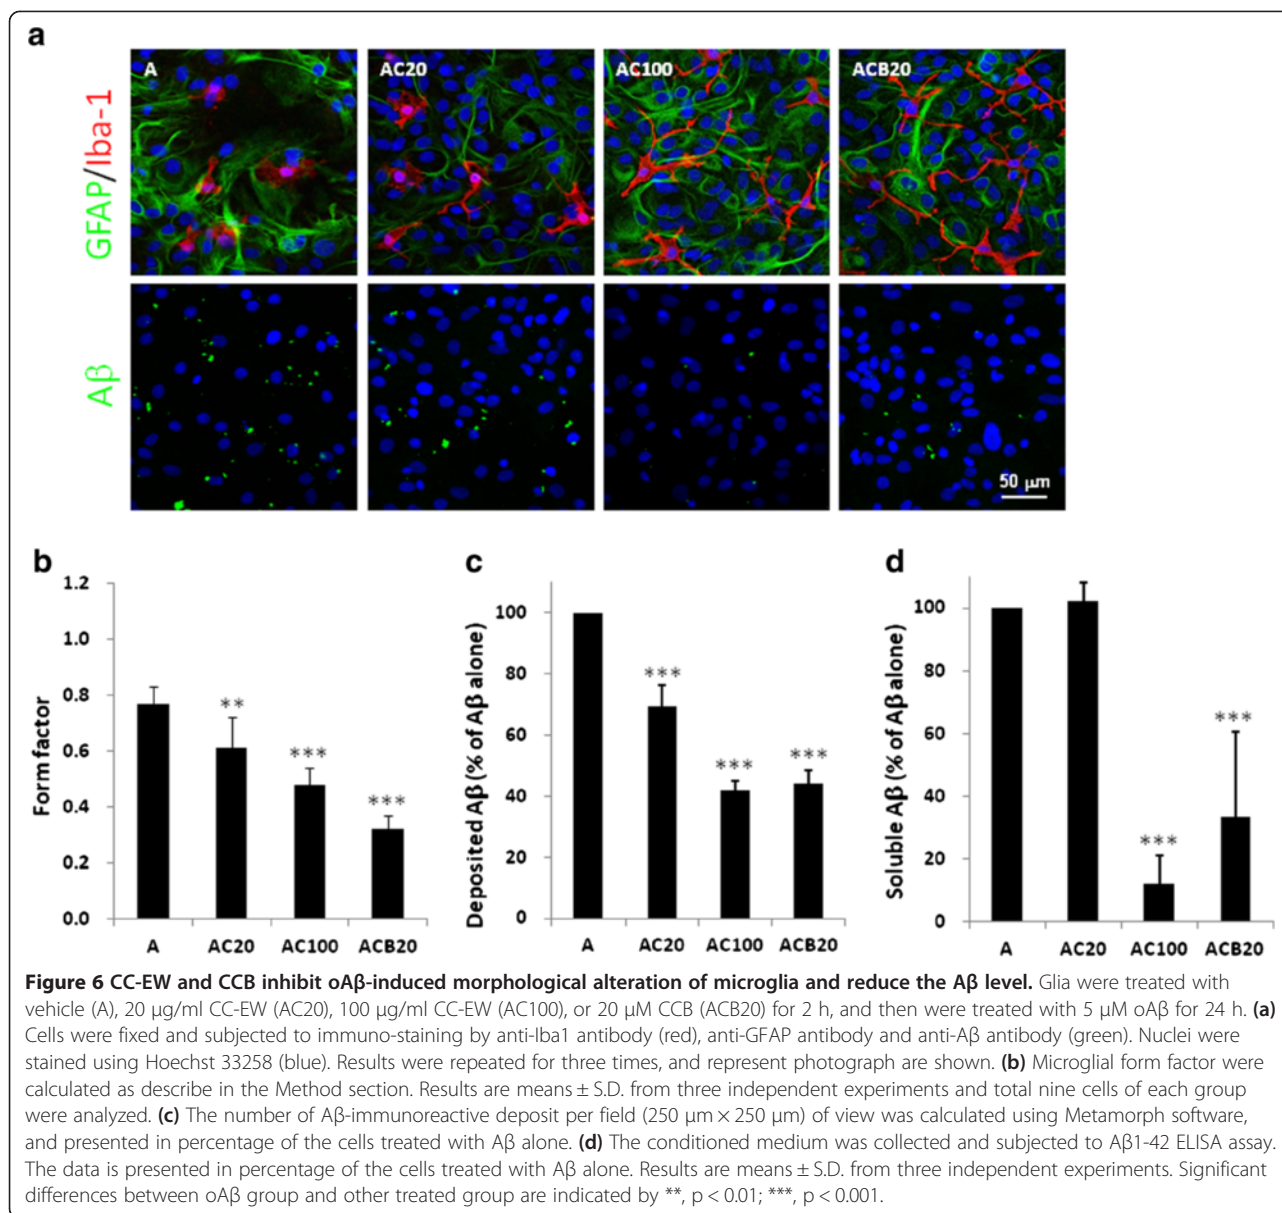 a
A
AC20
AC100
ACB20
GFAP/Iba-1
Aβ
50 µm
b
1.2
1.0
0.8
0.6
0.4
0.2
0.0
Form factor
**
***
***
A
AC20
AC100
ACB20
c
100
80
60
40
20
0
Deposited Aβ (% of Aβ alone)
***
***
***
A
AC20
AC100
ACB20
d
100
80
60
40
20
0
Soluble Aβ (% of Aβ alone)
***
***
A
AC20
AC100
ACB20
Figure 6 CC-EW and CCB inhibit oAβ-induced morphological alteration of microglia and reduce the Aβ level. Glia were treated with
vehicle (A), 20 µg/ml CC-EW (AC20), 100 µg/ml CC-EW (AC100), or 20 µM CCB (ACB20) for 2 h, and then were treated with 5 µM oAβ for 24 h. (a)
Cells were fixed and subjected to immuno-staining by anti-Iba1 antibody (red), anti-GFAP antibody and anti-Aβ antibody (green). Nuclei were
stained using Hoechst 33258 (blue). Results were repeated for three times, and represent photograph are shown. (b) Microglial form factor were
calculated as describe in the Method section. Results are means ± S.D. from three independent experiments and total nine cells of each group
were analyzed. (c) The number of Aβ-immunoreactive deposit per field (250 µm × 250 µm) of view was calculated using Metamorph software,
and presented in percentage of the cells treated with Aβ alone. (d) The conditioned medium was collected and subjected to Aβ1-42 ELISA assay.
The data is presented in percentage of the cells treated with Aβ alone. Results are means ± S.D. from three independent experiments. Significant
differences between oAβ group and other treated group are indicated by **, p < 0.01; ***, p < 0.001.